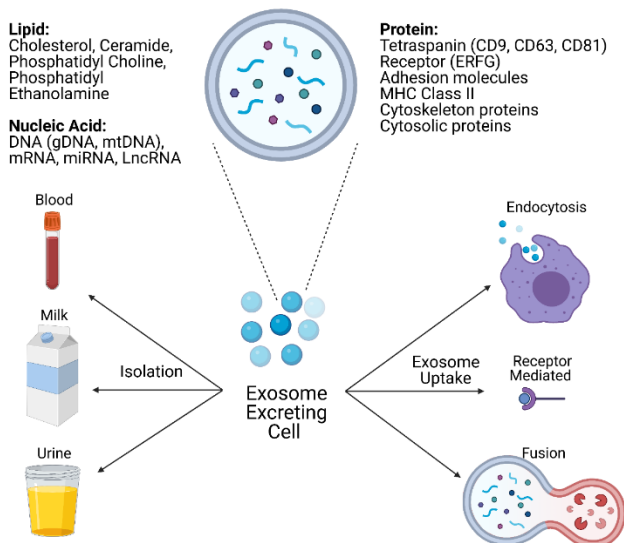 Lipid:
Cholesterol, Ceramide,
Phosphatidyl Choline,
Phosphatidyl
Ethanolamine
Nucleic Acid:
DNA (gDNA, mtDNA),
mRNA, miRNA, LncRNA
Protein:
Tetraspanin (CD9, CD63, CD81)
Receptor (ERFG)
Adhesion molecules
MHC Class II
Cytoskeleton proteins
Cytosolic proteins
Blood
Milk
Urine
Isolation
Exosome
Excreting
Cell
Exosome
Uptake
Endocytosis
Receptor
Mediated
Fusion